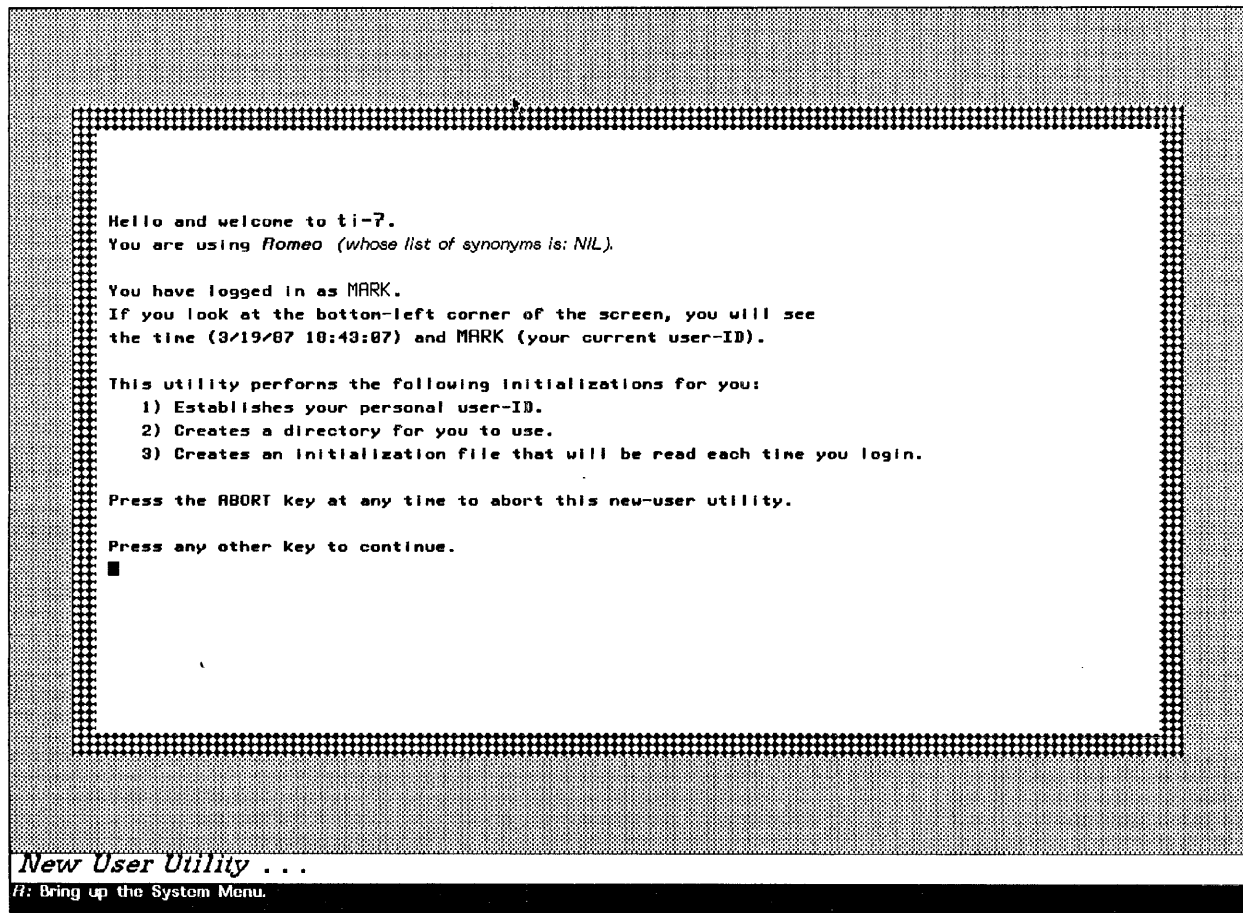 Hello and welcome to ti-7.
You are using Romeo (whose list of synonyms is: NIL).
You have logged in as MARK.
If you look at the bottom-left corner of the screen, you will see
the time (3/19/87 18:43:07) and MARK (your current user-ID).
This utility performs the following initializations for you:
1) Establishes your personal user-ID.
2) Creates a directory for you to use.
3) Creates an initialization file that will be read each time you login.
Press the ABORT key at any time to abort this new-user utility.
Press any other key to continue.
New User Utility ...
R: Bring up the System Menu.